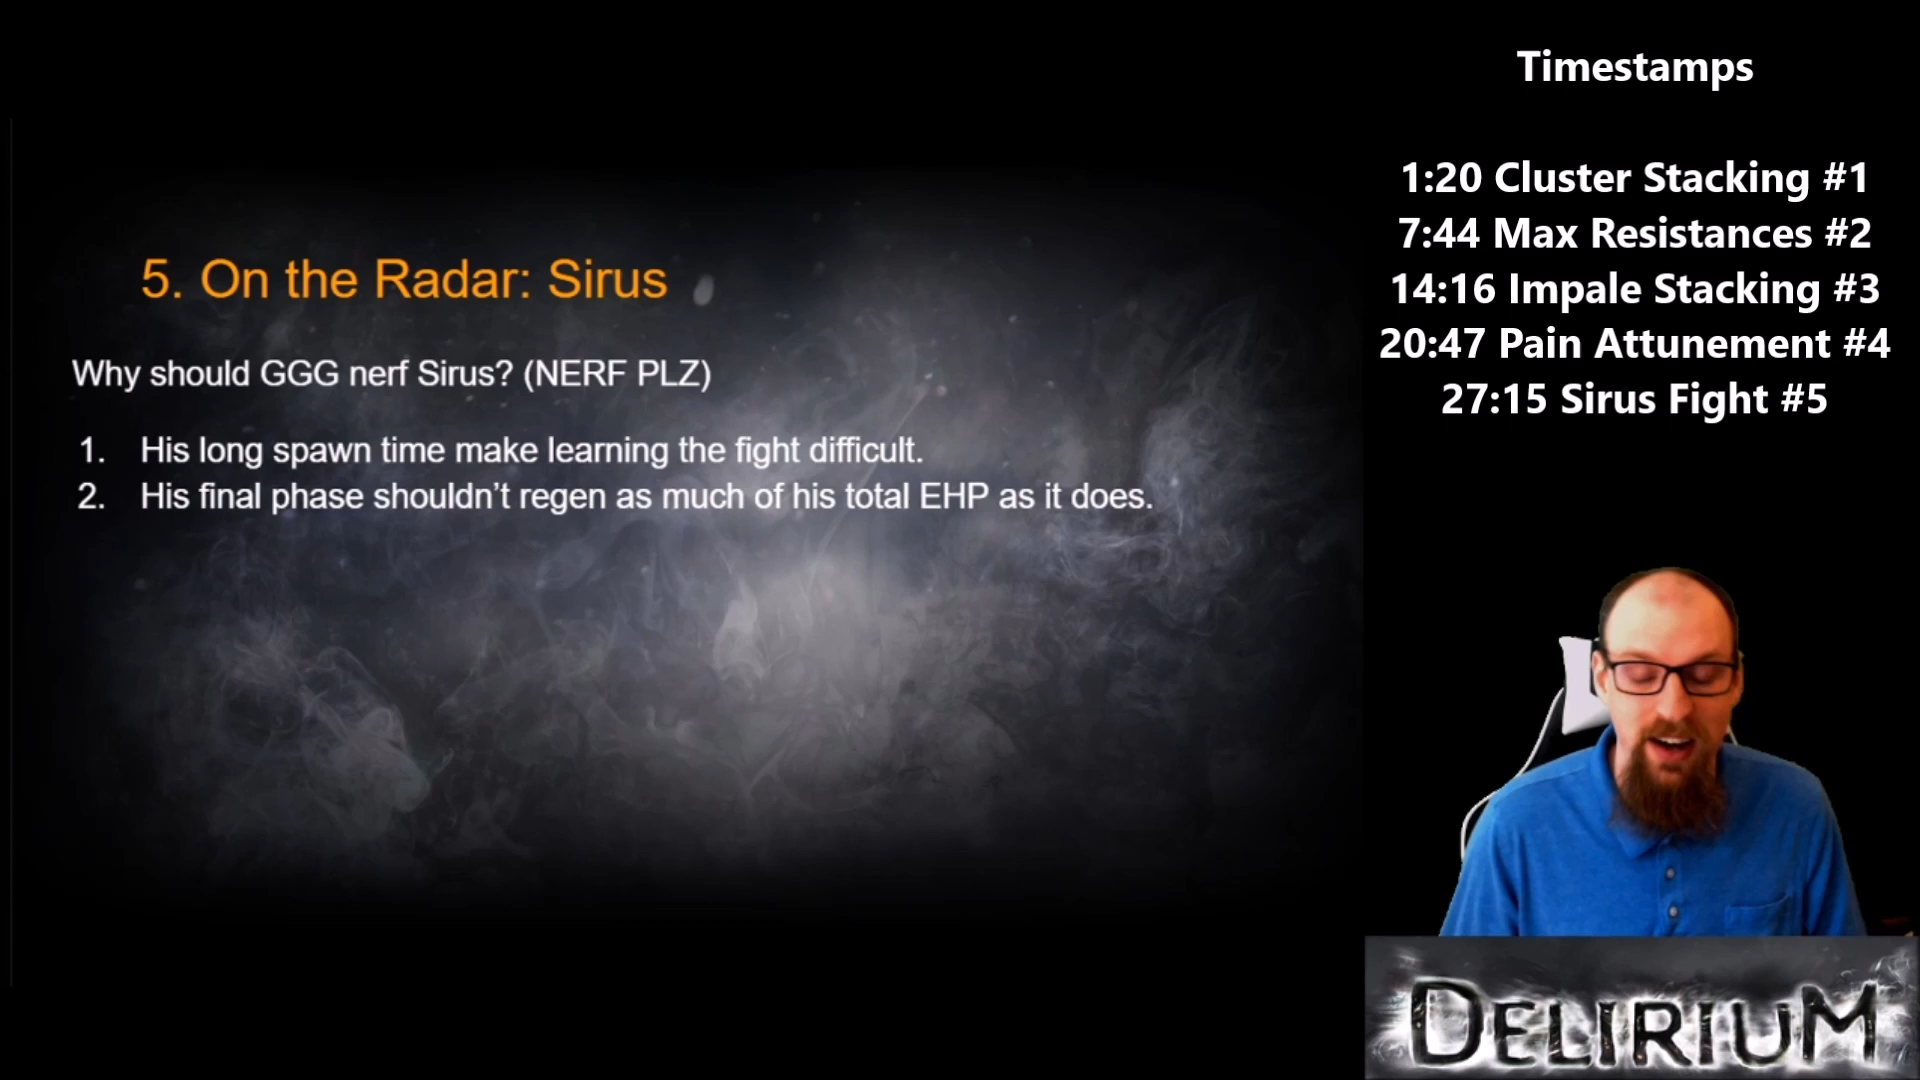 5. On the Radar: Sirus
Why should GGG nerf Sirus? (NERF PLZ)
1. His long spawn time make learning the fight difficult.
2. His final phase shouldn't regen as much of his total EHP as it does.
Timestamps
1:20 Cluster Stacking #1
7:44 Max Resistances #2
14:16 Impale Stacking #3
20:47 Pain Attunement #4
27:15 Sirus Fight #5
DELIRIUM